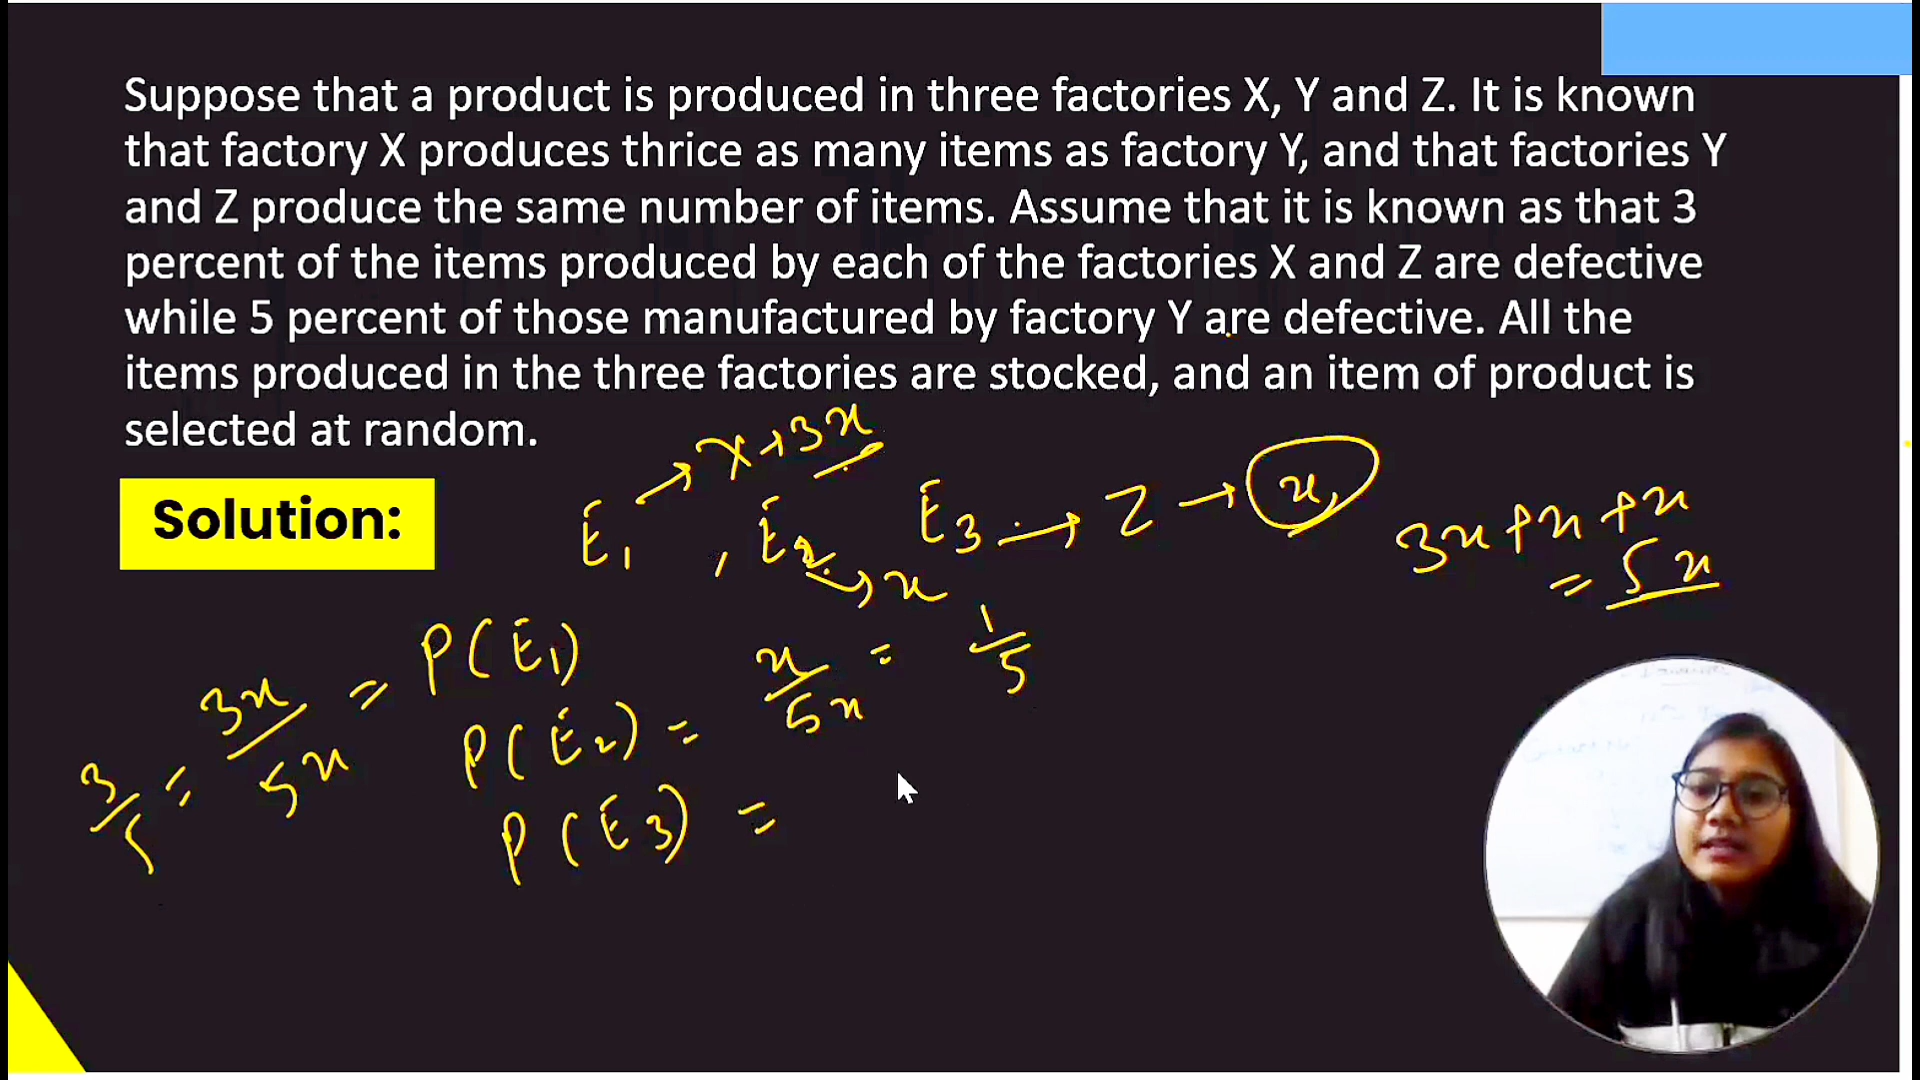 Suppose that a product is produced in three factories X, Y and Z. It is known
that factory X produces thrice as many items as factory Y, and that factories Y
and Z produce the same number of items. Assume that it is known as that 3
percent of the items produced by each of the factories X and Z are defective
while 5 percent of those manufactured by factory Y are defective. All the
items produced in the three factories are stocked, and an item of product is
selected at random.
Solution:
E₁ → X → 3x
, E₂ → x
E₃ → Z → x
3x + x + x
= 5x
3/5 = 3x/5x = P(E₁)
P(E₂) = x/5x = 1/5
P(E₃) =